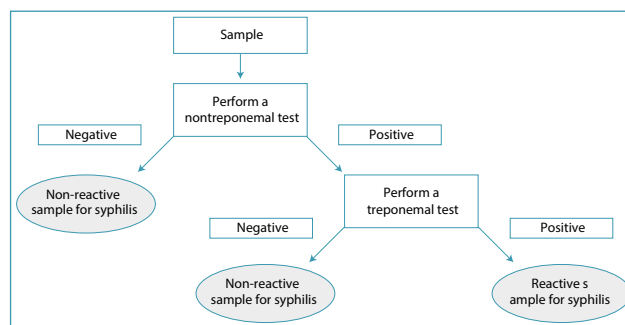 Sample
Perform a
nontreponemal test
Negative
Positive
Non-reactive
sample for syphilis
Perform a
treponemal test
Negative
Positive
Non-reactive
sample for syphilis
Reactive s
ample for syphilis